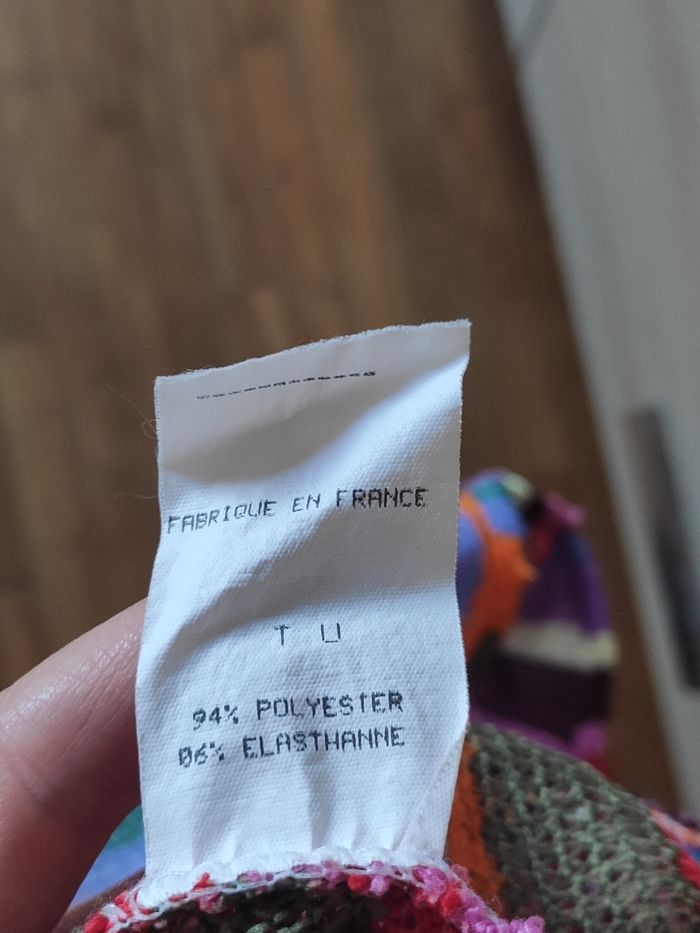 FABRIQUE EN FRANCE
T U
94% POLYESTER
06% ELASTHANNE